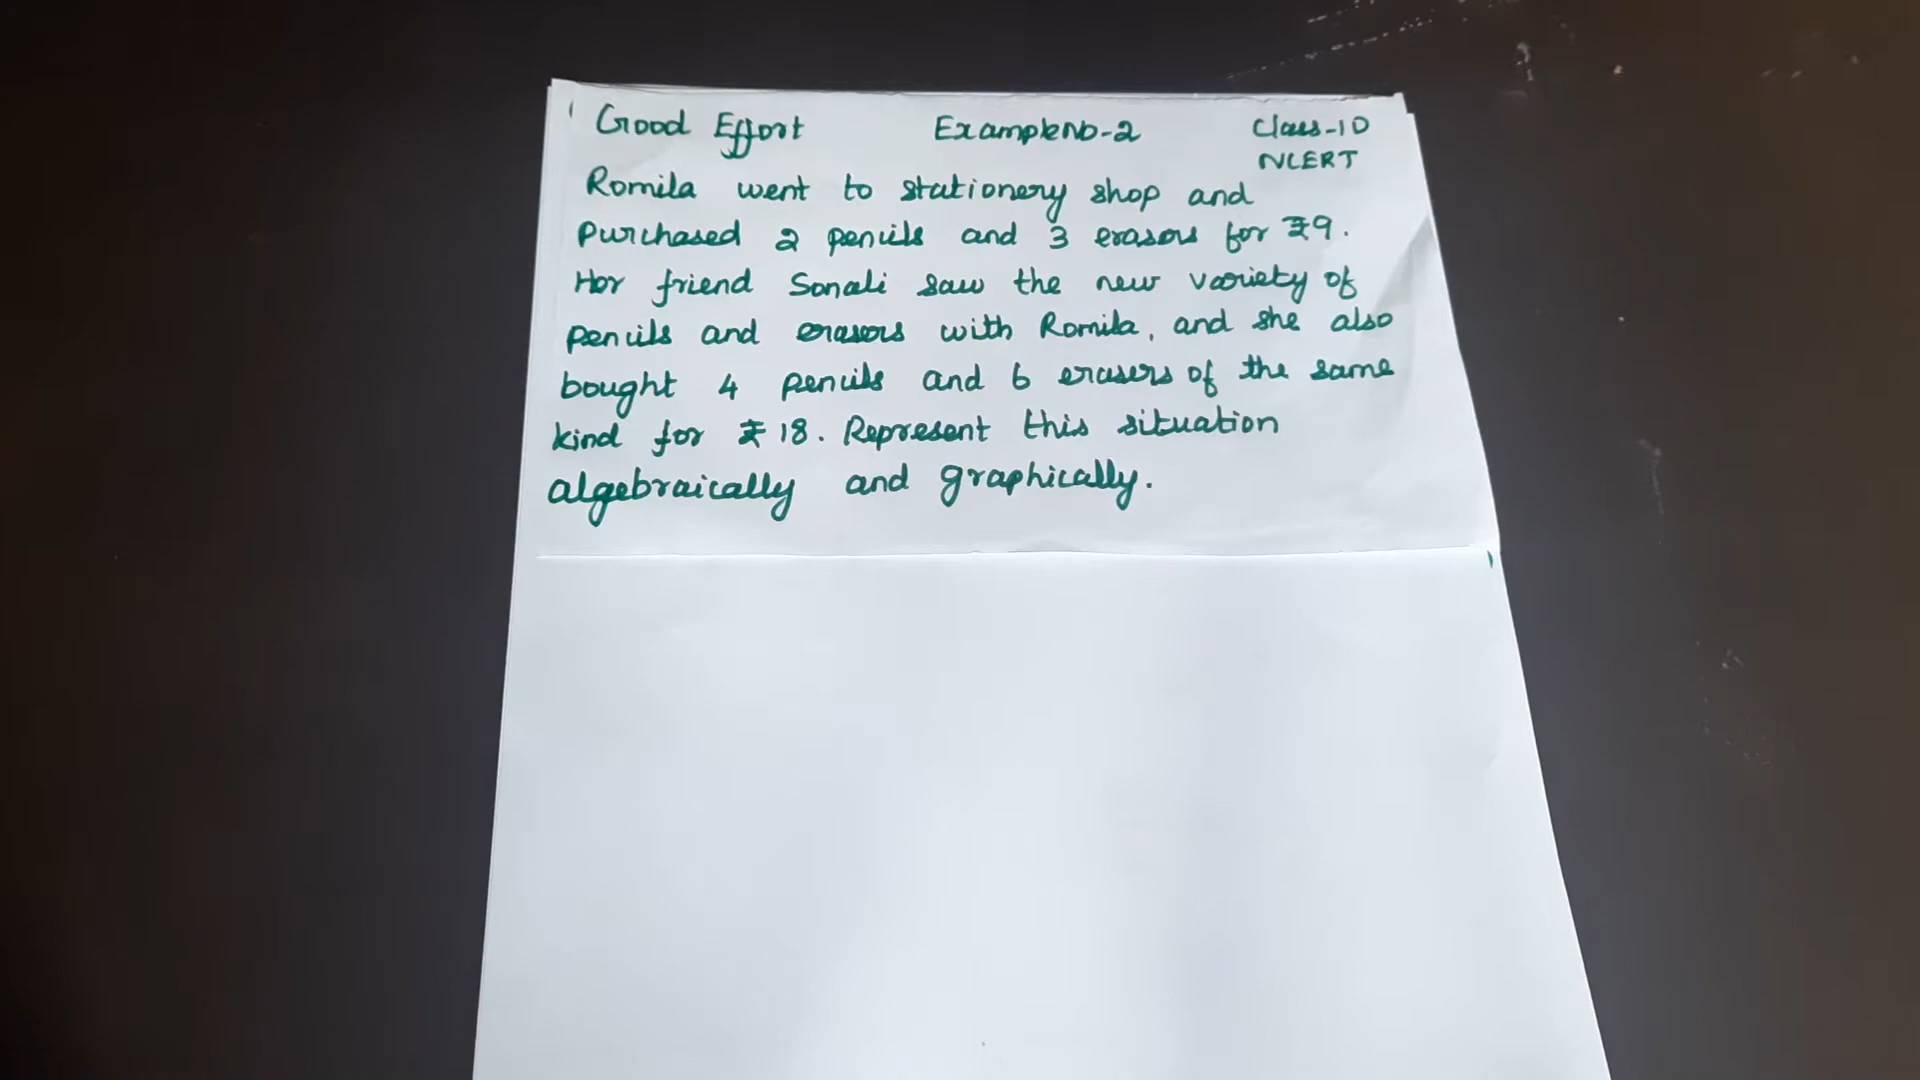 Good Effort Example No-2 Class-10
NCERT
Romila went to stationery shop and
Purchased 2 pencils and 3 erasers for ₹9.
Her friend Sonali saw the new variety of
pencils and erasers with Romila, and she also
bought 4 pencils and 6 erasers of the same
kind for ₹ 18. Represent this situation
algebraically and graphically.